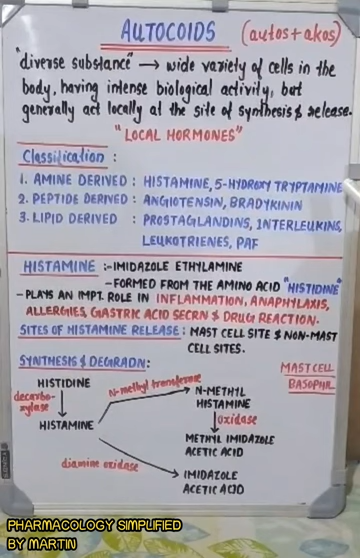 AUTOCOIDS (autos + akos)
"diverse substance" → wide variety of cells in the
body, having intense biological activity, but
generally act locally at the site of synthesis & release.
"LOCAL HORMONES"
Classification :
1. AMINE DERIVED : HISTAMINE, 5-HYDROXY TRYPTAMINE
2. PEPTIDE DERIVED : ANGIOTENSIN, BRADYKININ
3. LIPID DERIVED : PROSTAGLANDINS, INTERLEUKINS,
LEUKOTRIENES, PAF
HISTAMINE :- IMIDAZOLE ETHYLAMINE
- FORMED FROM THE AMINO ACID "HISTIDINE"
- PLAYS AN IMPT. ROLE IN INFLAMMATION, ANAPHYLAXIS,
ALLERGIES, GIASTRIC ACID SECRN & DRUG REACTION.
SITES OF HISTAMINE RELEASE : MAST CELL SITE & NON-MAST
CELL SITES.
SYNTHESIS & DEGRADN :
MAST CELL
BASOPHIL
HISTIDINE
decarbo-
xylase
HISTAMINE
N-methyl transferase
N-METHYL
HISTAMINE
oxidase
METHYL IMIDAZOLE
ACETIC ACID
diamine oxidase
IMIDAZOLE
ACETIC ACID
PHARMACOLOGY SIMPLIFIED
BY MARTIN